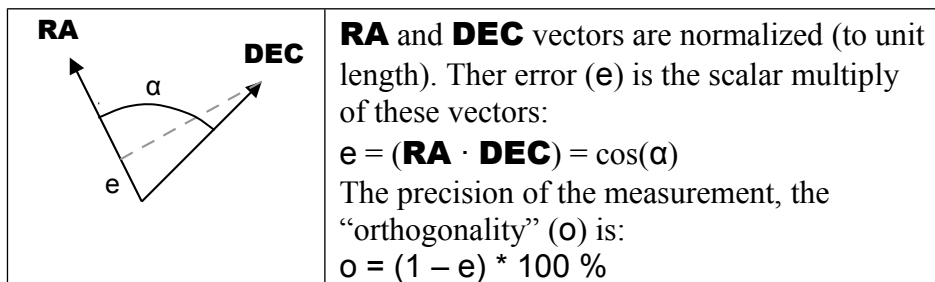 RA
DEC
α
e
RA and DEC vectors are normalized (to unit
length). Ther error (e) is the scalar multiply
of these vectors:
e = (RA · DEC) = cos(α)
The precision of the measurement, the
“orthogonality” (o) is:
o = (1 – e) * 100 %